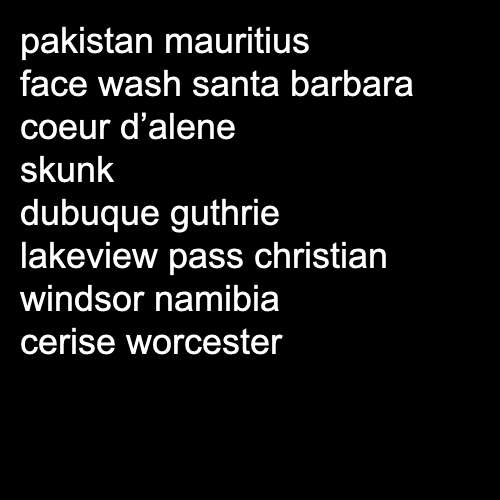 pakistan mauritius
face wash santa barbara
coeur d’alene
skunk
dubuque guthrie
lakeview pass christian
windsor namibia
cerise worcester